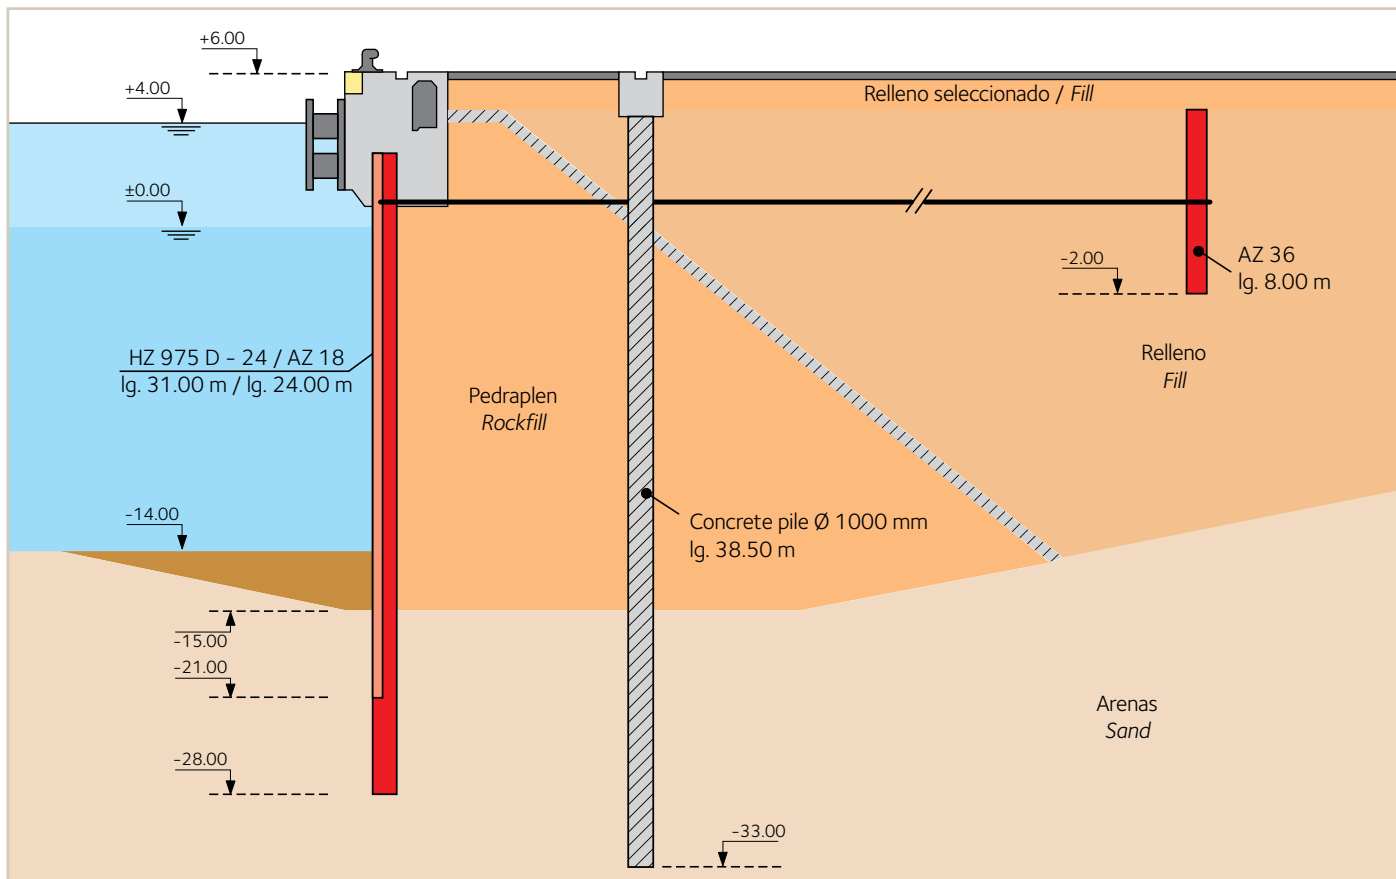 +6.00
+4.00
Relleno seleccionado / Fill
±0.00
-2.00
AZ 36
lg. 8.00 m
HZ 975 D - 24 / AZ 18
lg. 31.00 m / lg. 24.00 m
Relleno
Fill
Pedraplen
Rockfill
-14.00
Concrete pile Ø 1000 mm
lg. 38.50 m
-15.00
-21.00
Arenas
Sand
-28.00
-33.00